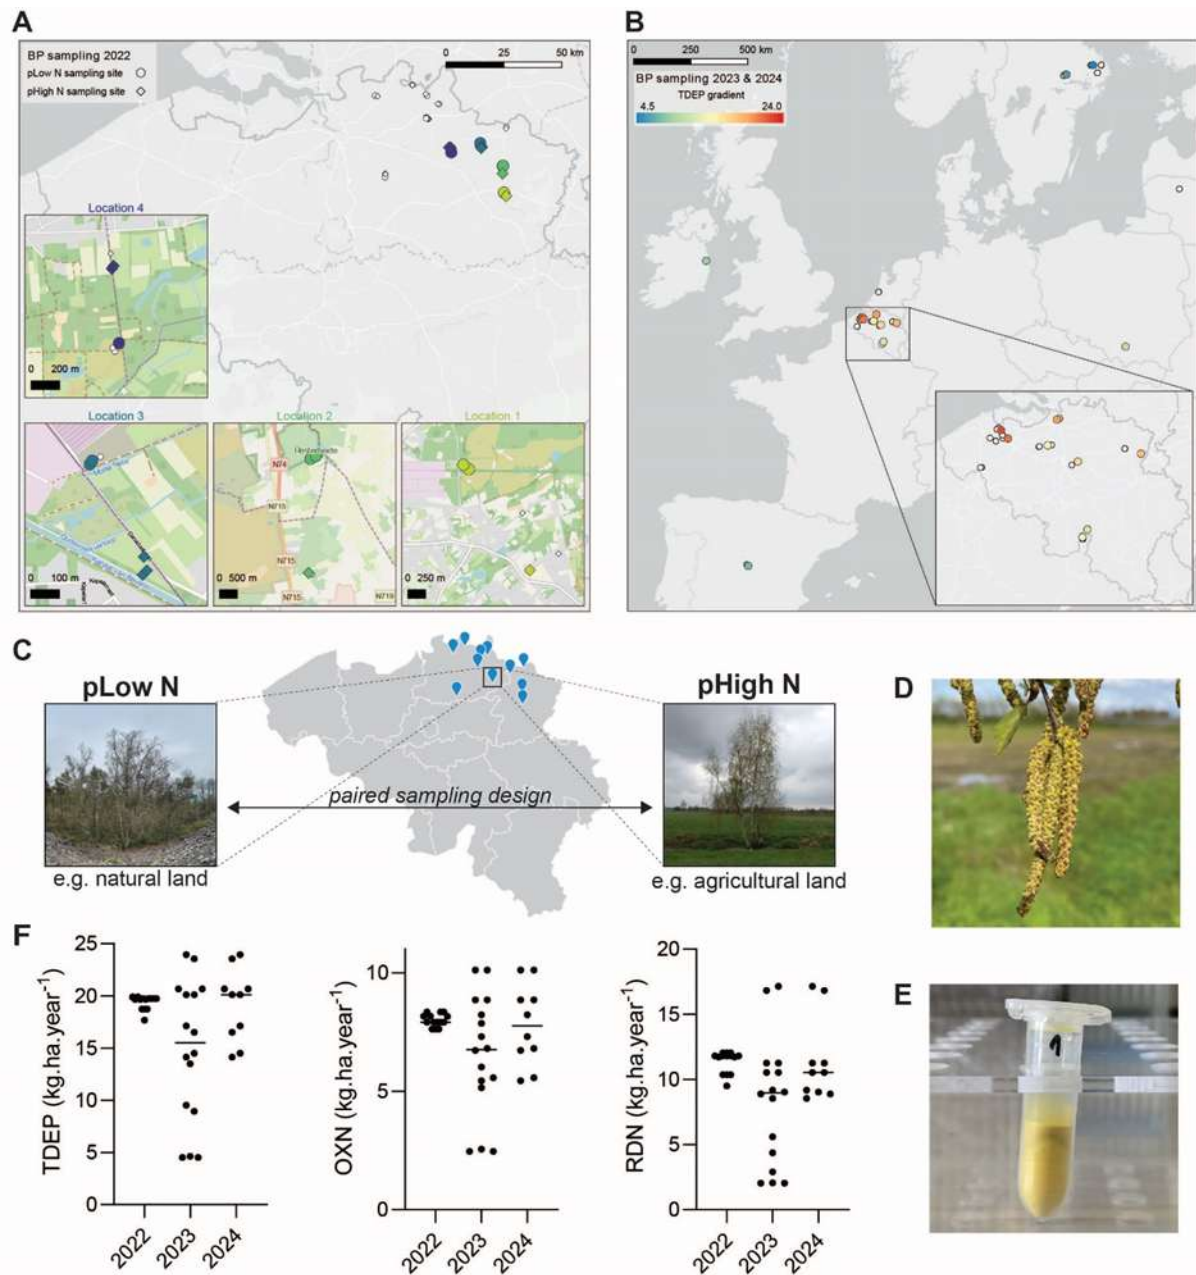 A
BP sampling 2022
pLow N sampling site
pHigh N sampling site
0 25 50 km
Location 4
0 200 m
Location 3
0 100 m
Location 2
N74
N715
N715
N715
N719
0 500 m
Location 1
0 250 m
B
0 250 500 km
BP sampling 2023 & 2024
TDEP gradient
4.5 24.0
C
pLow N
pHigh N
paired sampling design
e.g. natural land
e.g. agricultural land
D
E
1
F
TDEP (kg.ha.year-1)
25
20
15
10
5
0
2022
2023
2024
OXN (kg.ha.year-1)
10
5
0
2022
2023
2024
RDN (kg.ha.year-1)
20
15
10
5
0
2022
2023
2024